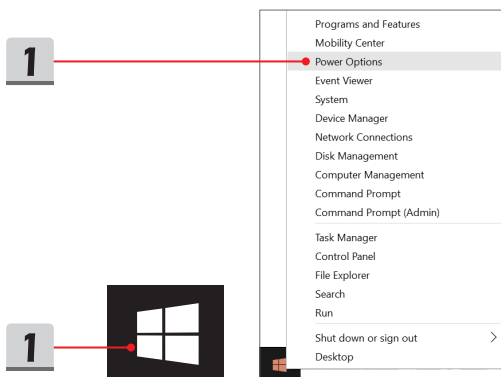 1
Programs and Features
Mobility Center
Power Options
Event Viewer
System
Device Manager
Network Connections
Disk Management
Computer Management
Command Prompt
Command Prompt (Admin)
Task Manager
Control Panel
File Explorer
Search
Run
Shut down or sign out
Desktop
1